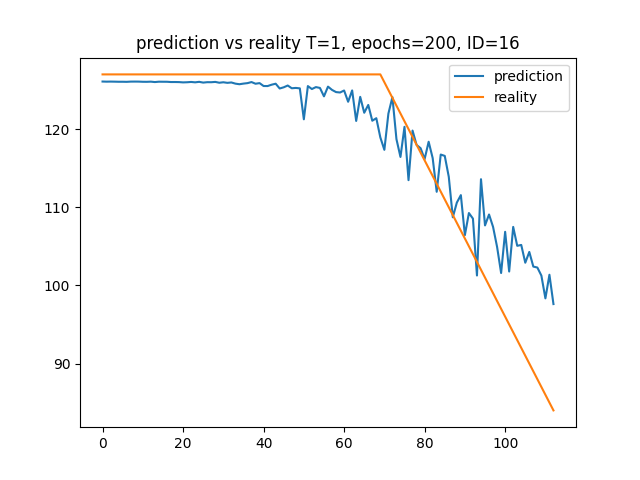 prediction vs reality T=1, epochs=200, ID=16
prediction
reality
120
110
100
90
0 20 40 60 80 100